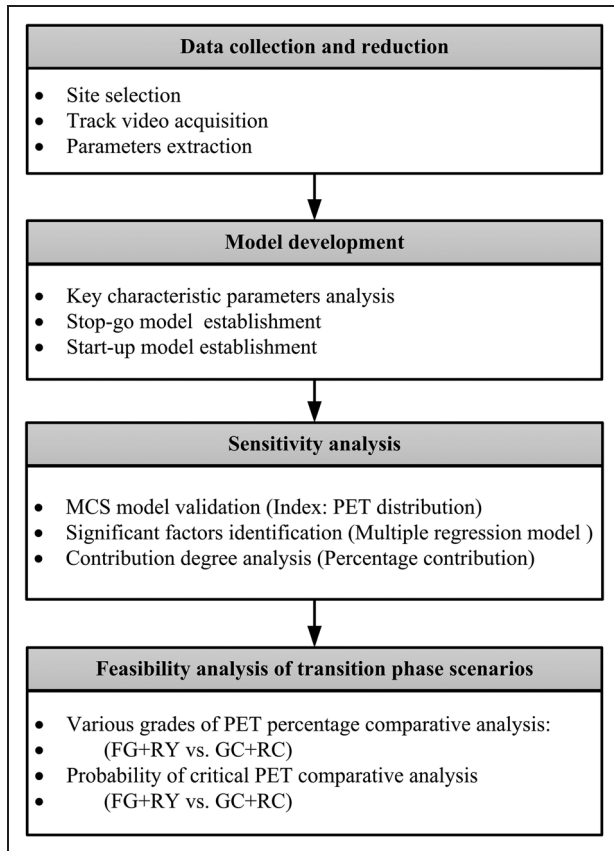 Data collection and reduction
• Site selection
• Track video acquisition
• Parameters extraction
Model development
• Key characteristic parameters analysis
• Stop-go model establishment
• Start-up model establishment
Sensitivity analysis
• MCS model validation (Index: PET distribution)
• Significant factors identification (Multiple regression model )
• Contribution degree analysis (Percentage contribution)
Feasibility analysis of transition phase scenarios
• Various grades of PET percentage comparative analysis:
• (FG+RY vs. GC+RC)
• Probability of critical PET comparative analysis
• (FG+RY vs. GC+RC)